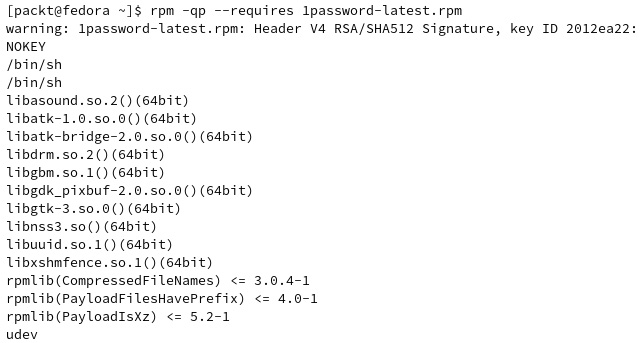 [packt@fedora ~]$ rpm -qp --requires 1password-latest.rpm
warning: 1password-latest.rpm: Header V4 RSA/SHA512 Signature, key ID 2012ea22:
NOKEY
/bin/sh
/bin/sh
libasound.so.2()(64bit)
libatk-1.0.so.0()(64bit)
libatk-bridge-2.0.so.0()(64bit)
libdrm.so.2()(64bit)
libgbm.so.1()(64bit)
libgdk_pixbuf-2.0.so.0()(64bit)
libgtk-3.so.0()(64bit)
libnss3.so()(64bit)
libuuid.so.1()(64bit)
libxshmfence.so.1()(64bit)
rpmlib(CompressedFileNames) <= 3.0.4-1
rpmlib(PayloadFilesHavePrefix) <= 4.0-1
rpmlib(PayloadIsXz) <= 5.2-1
udev